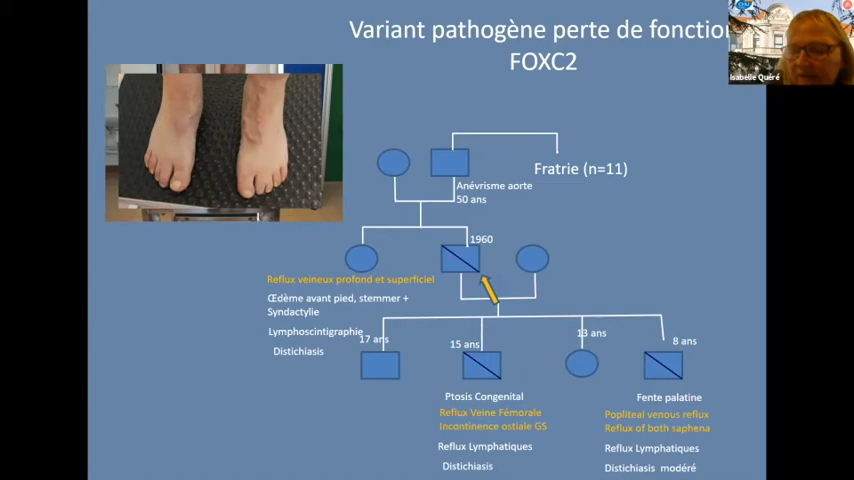 Variant pathogène perte de fonction
FOXC2
Isabelle Quéré
Fratrie (n=11)
Anévrisme aorte
50 ans
1960
Reflux veineux profond et superficiel
Œdème avant pied, stemmer +
Syndactylie
Lymphoscintigraphie
Distichiasis
17 ans
15 ans
13 ans
8 ans
Ptosis Congenital
Reflux Veine Fémorale
Incontinence ostiale GS
Reflux Lymphatiques
Distichiasis
Fente palatine
Popliteal venous reflux
Reflux of both saphena
Reflux Lymphatiques
Distichiasis modéré